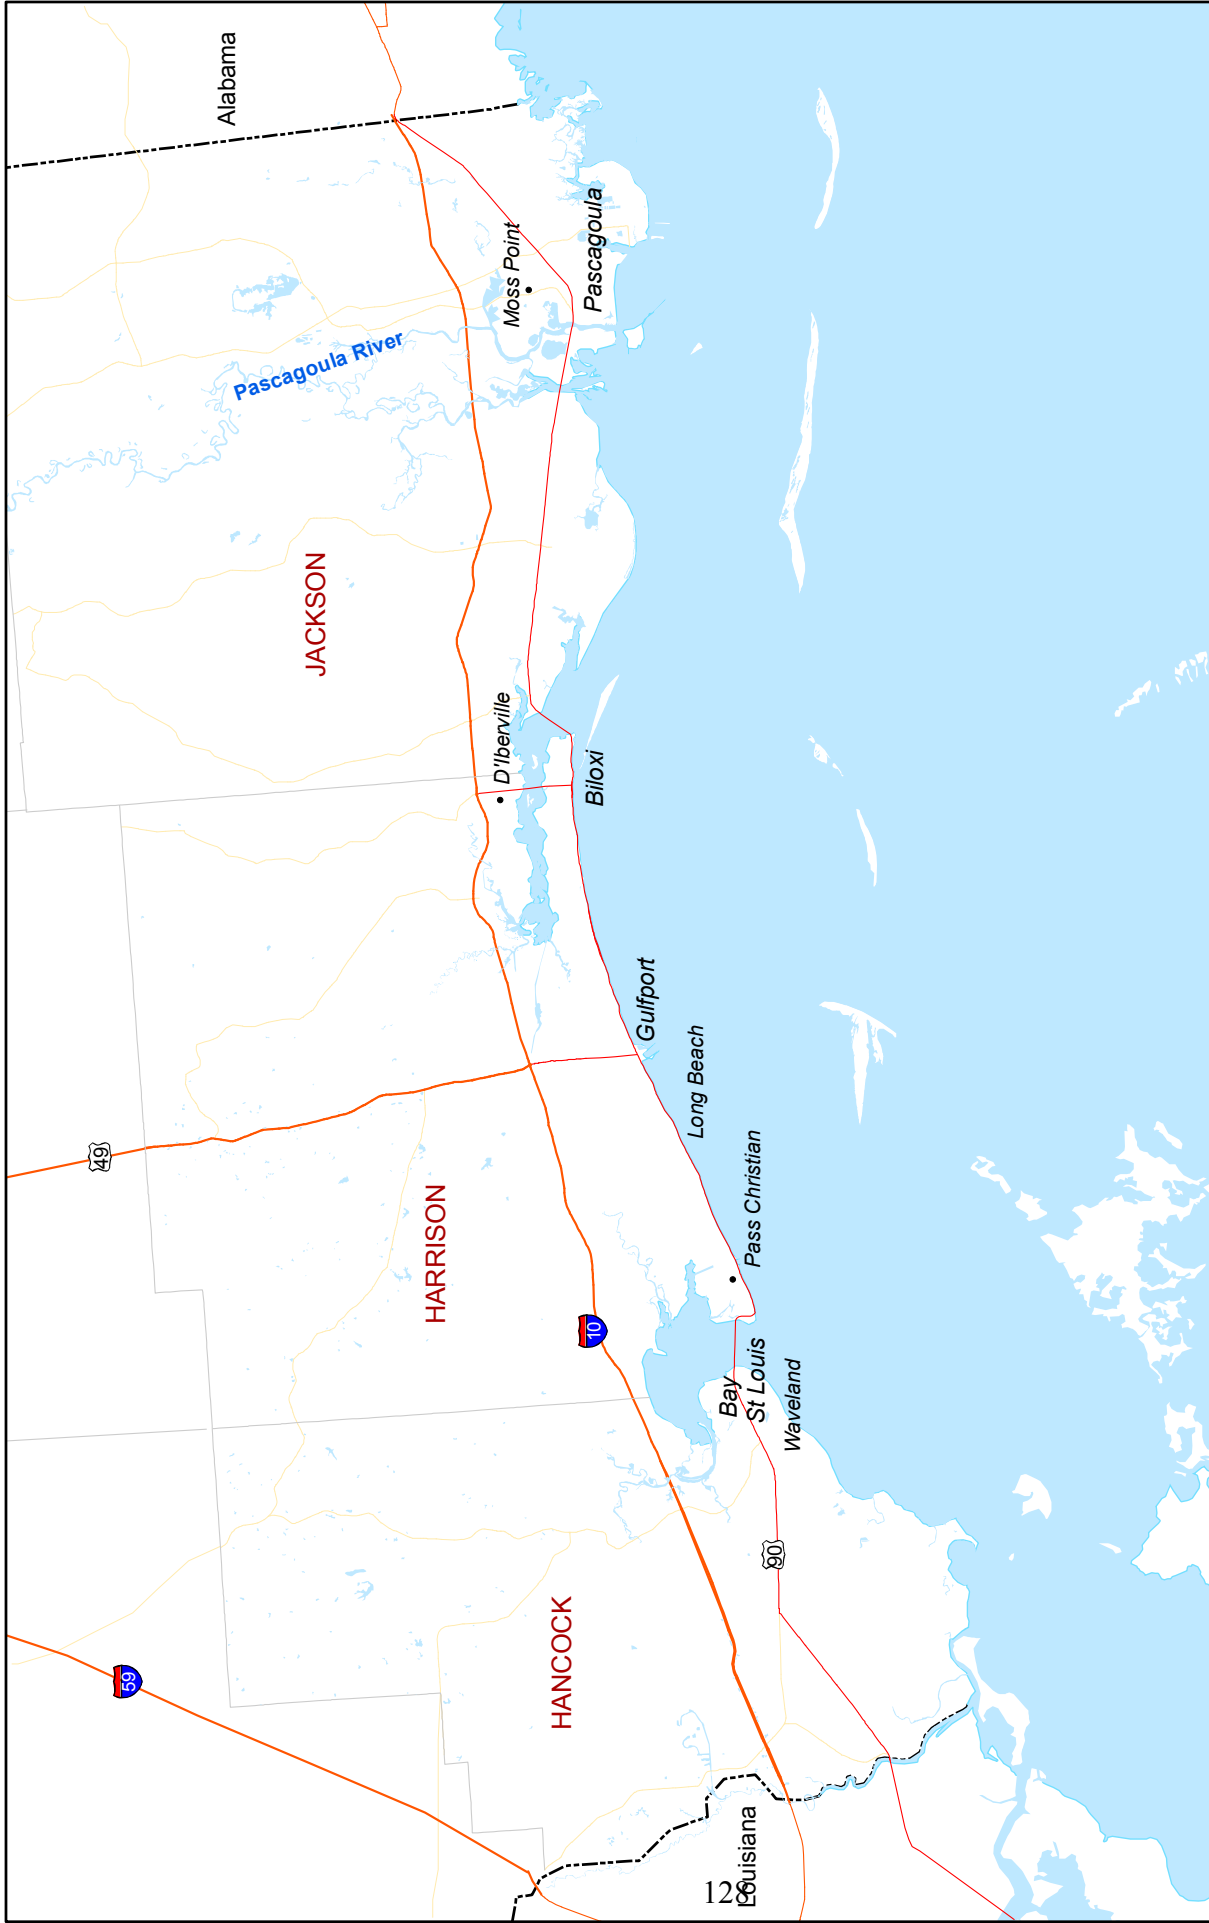 Alabama
Moss Point
Pascagoula
Pascagoula River
JACKSON
D'Iberville
Biloxi
Gulfport
Long Beach
49
HARRISON
Pass Christian
10
Bay
St Louis
Waveland
90
59
HANCOCK
Louisiana
128